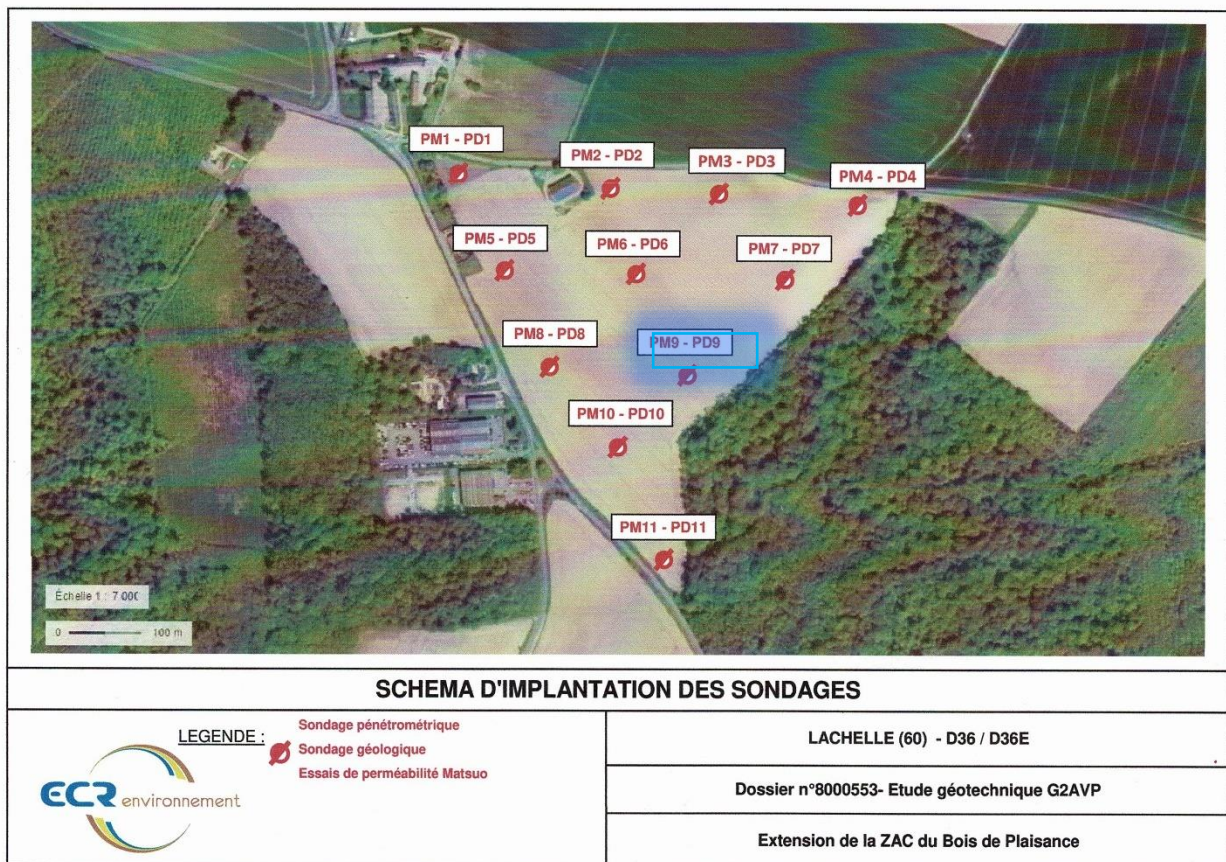 PM1 - PD1
PM2 - PD2
PM3 - PD3
PM4 - PD4
PM5 - PD5
PM6 - PD6
PM7 - PD7
PM8 - PD8
PM9 - PD9
PM10 - PD10
PM11 - PD11
Échelle 1 : 7 000
0 100 m
SCHEMA D'IMPLANTATION DES SONDAGES
LEGENDE :
Sondage pénétrométrique
Sondage géologique
Essais de perméabilité Matsuo
ECR environnement
LACHELLE (60) - D36 / D36E
Dossier n°8000553- Etude géotechnique G2AVP
Extension de la ZAC du Bois de Plaisance